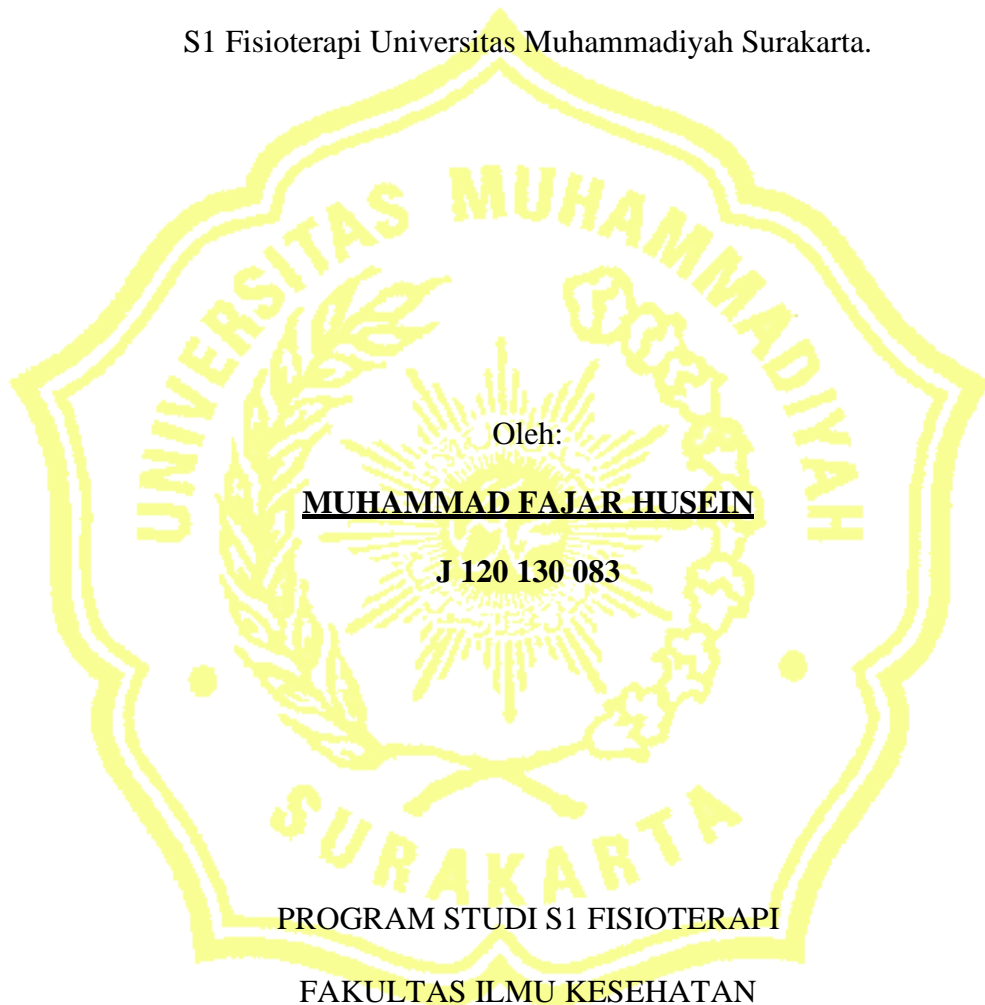 S1 Fisioterapi Universitas Muhammadiyah Surakarta.
UNIVERSITAS MUHAMMADIYAH
Oleh:
MUHAMMAD FAJAR HUSEIN
J 120 130 083
SURAKARTA
PROGRAM STUDI S1 FISIOTERAPI
FAKULTAS ILMU KESEHATAN